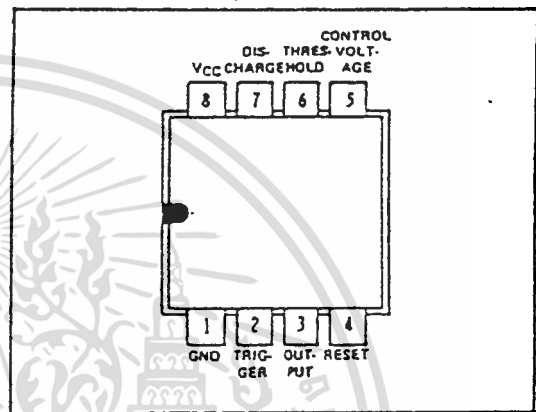 CONTROL
DIS- THRES- VOLT-
VCC CHARGE HOLD AGE
8 7 6 5
1 2 3 4
GND TRIG- OUT- RESET
GER PUT